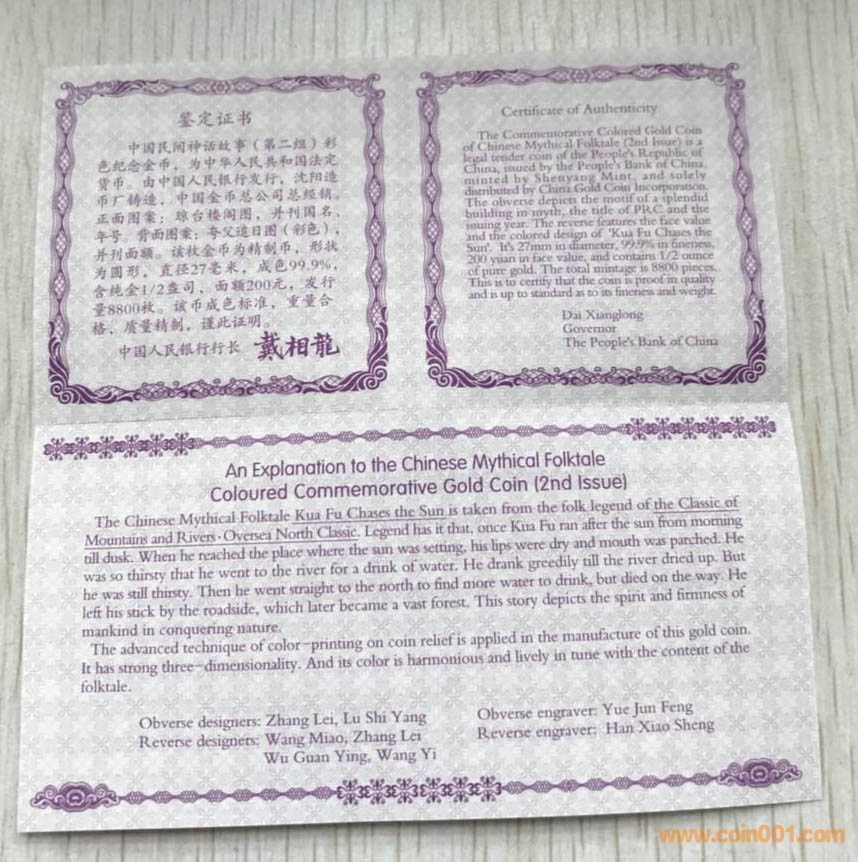 鉴定证书
中国民间神话故事（第二组）彩
色纪念金币，为中华人民共和国法定
货币。由中国人民银行发行，沈阳造
币厂铸造，中国金币总公司总经销。
正面图案：琼台楼阁图，并刊国名、
年号。背面图案：夸父追日图（彩色），
并刊面额。该枚金币为精制币，形状
为圆形，直径27毫米，成色99.9%，
含纯金1/2盎司，面额200元，发行
量8800枚。该币成色标准，重量合
格，质量精制，谨此证明。
中国人民银行行长 戴相龍
Certificate of Authenticity
The Commemorative Colored Gold Coin
of Chinese Mythical Folktale (2nd Issue) is a
legal tender coin of the People's Republic of
China, issued by the People's Bank of China,
minted by Shenyang Mint, and solely
distributed by China Gold Coin Incorporation.
The obverse depicts the motif of a splendid
building in myth, the title of PRC and the
issuing year. The reverse features the face value
and the colored design of 'Kua Fu Chases the
Sun'. It's 27mm in diameter, 99.9% in fineness,
200 yuan in face value, and contains 1/2 ounce
of pure gold. The total mintage is 8800 pieces.
This is to certify that the coin is proof in quality
and is up to standard as to its fineness and weight.
Dai Xianglong
Governor
The People's Bank of China
An Explanation to the Chinese Mythical Folktale
Coloured Commemorative Gold Coin (2nd Issue)
The Chinese Mythical Folktale Kua Fu Chases the Sun is taken from the folk legend of the Classic of
Mountains and Rivers·Oversea North Classic. Legend has it that, once Kua Fu ran after the sun from morning
till dusk. When he reached the place where the sun was setting, his lips were dry and mouth was parched. He
was so thirsty that he went to the river for a drink of water. He drank greedily till the river dried up. But
he was still thirsty. Then he went straight to the north to find more water to drink, but died on the way. He
left his stick by the roadside, which later became a vast forest. This story depicts the spirit and firmness of
mankind in conquering nature.
The advanced technique of color-printing on coin relief is applied in the manufacture of this gold coin.
It has strong three-dimensionality. And its color is harmonious and lively in tune with the content of the
folktale.
Obverse designers: Zhang Lei, Lu Shi Yang
Reverse designers: Wang Miao, Zhang Lei
Wu Guan Ying, Wang Yi
Obverse engraver: Yue Jun Feng
Reverse engraver: Han Xiao Sheng
www.coin001.com